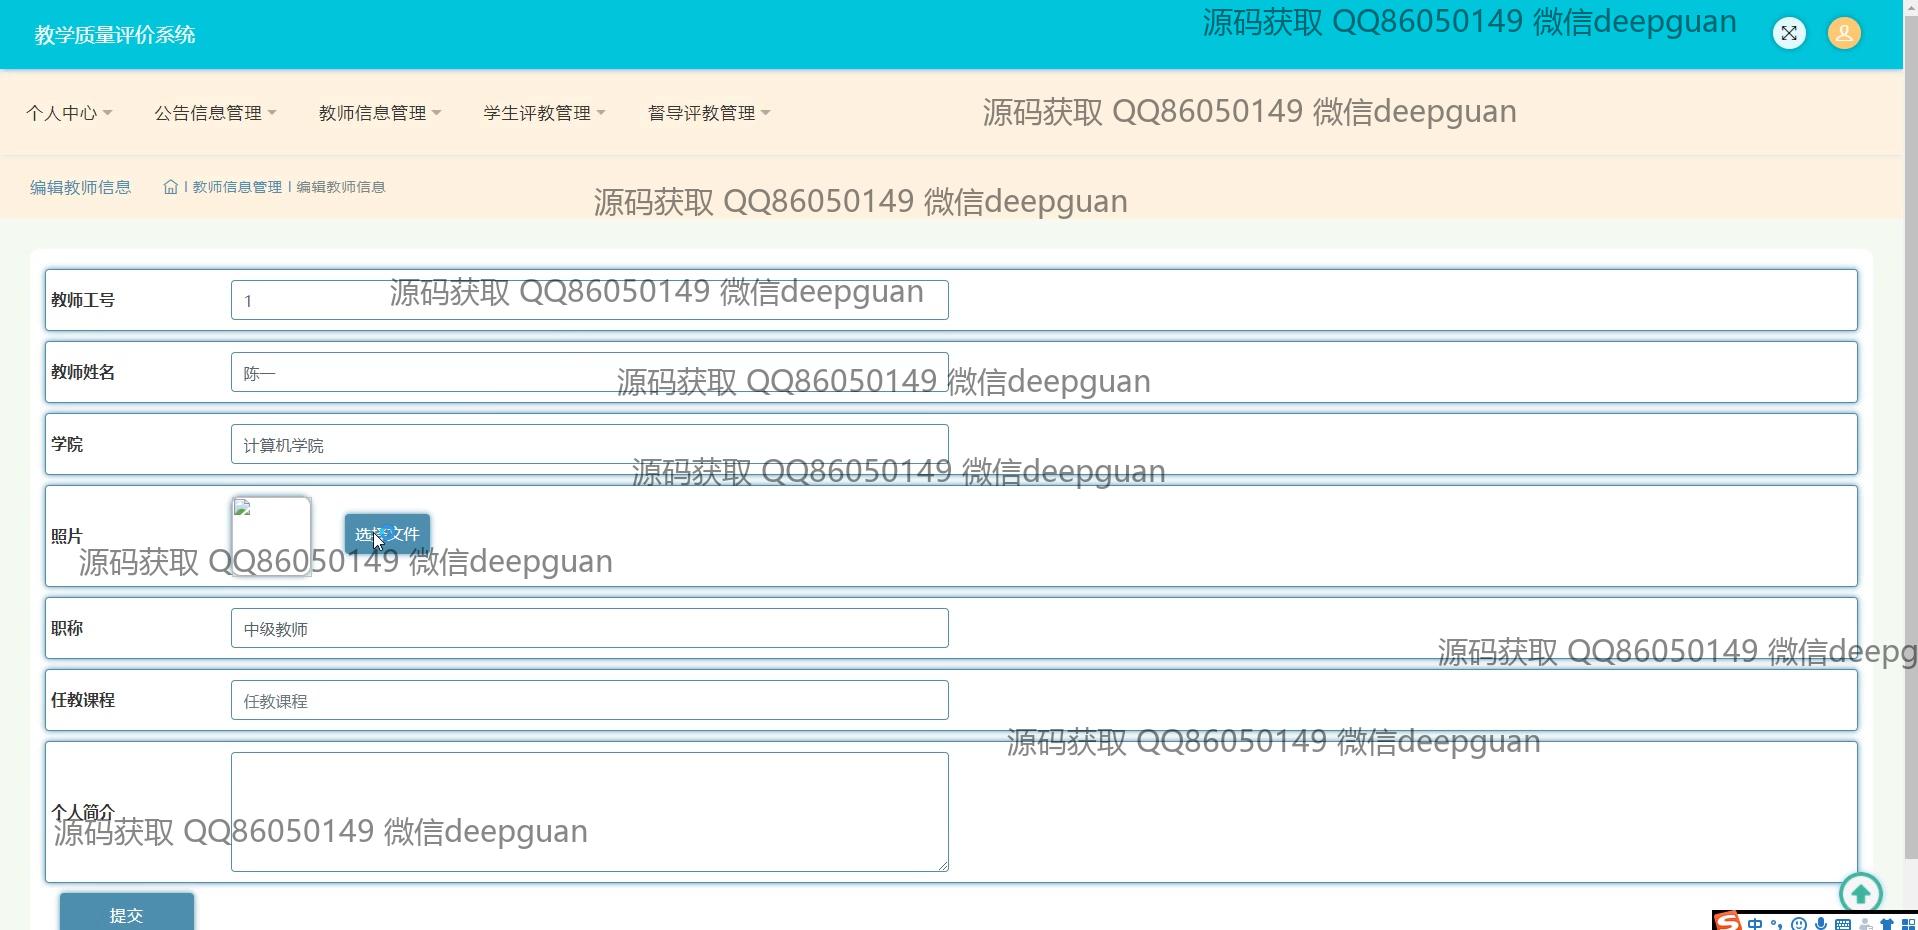 教学质量评价系统
源码获取 QQ86050149 微信deepguan
个人中心 公告信息管理 教师信息管理 学生评教管理 督导评教管理
源码获取 QQ86050149 微信deepguan
编辑教师信息 | 教师信息管理 | 编辑教师信息
源码获取 QQ86050149 微信deepguan
教师工号 1
源码获取 QQ86050149 微信deepguan
教师姓名 陈一
源码获取 QQ86050149 微信deepguan
学院 计算机学院
源码获取 QQ86050149 微信deepguan
照片 选择文件
源码获取 QQ86050149 微信deepguan
职称 中级教师
源码获取 QQ86050149 微信deepg
任教课程 任教课程
源码获取 QQ86050149 微信deepguan
个人简介
源码获取 QQ86050149 微信deepguan
提交
中